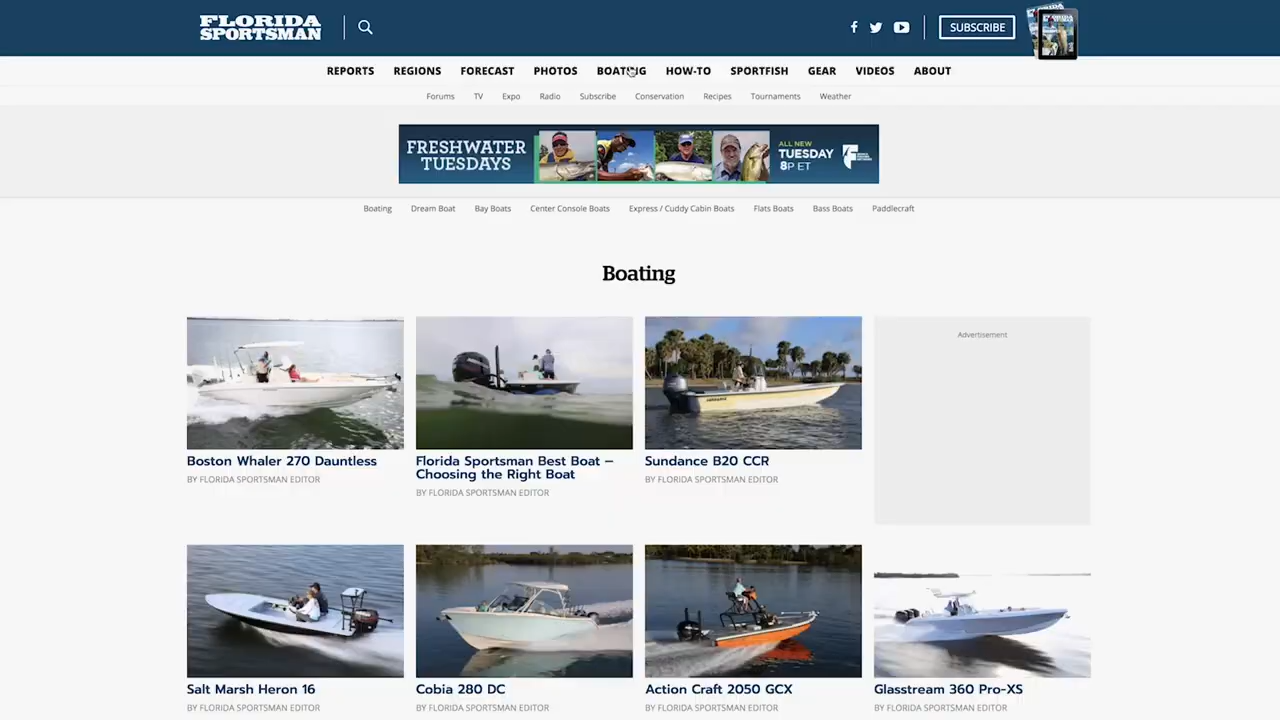 FLORIDA
SPORTSMAN
SUBSCRIBE
REPORTS REGIONS FORECAST PHOTOS BOATING HOW-TO SPORTFISH GEAR VIDEOS ABOUT
Forums TV Expo Radio Subscribe Conservation Recipes Tournaments Weather
FRESHWATER
TUESDAYS
ALL NEW
TUESDAY
8P ET
Boating Dream Boat Bay Boats Center Console Boats Express / Cuddy Cabin Boats Flats Boats Bass Boats Paddlecraft
Boating
Advertisement
Boston Whaler 270 Dauntless
BY FLORIDA SPORTSMAN EDITOR
Florida Sportsman Best Boat –
Choosing the Right Boat
BY FLORIDA SPORTSMAN EDITOR
Sundance B20 CCR
BY FLORIDA SPORTSMAN EDITOR
Salt Marsh Heron 16
BY FLORIDA SPORTSMAN EDITOR
Cobia 280 DC
BY FLORIDA SPORTSMAN EDITOR
Action Craft 2050 GCX
BY FLORIDA SPORTSMAN EDITOR
Glasstream 360 Pro-XS
BY FLORIDA SPORTSMAN EDITOR